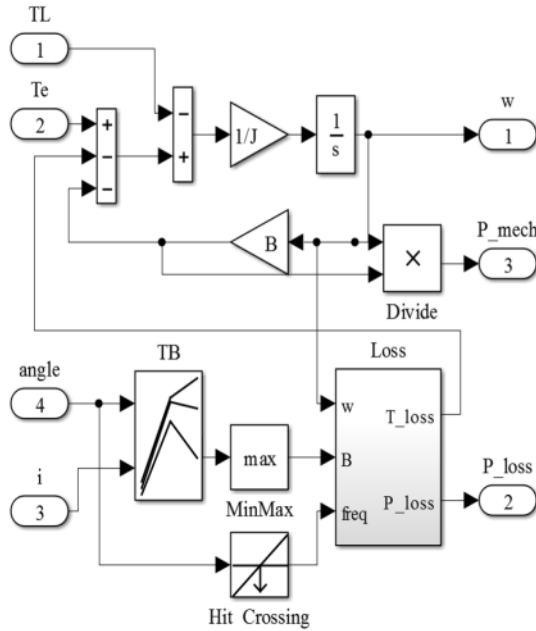 TL
1
Te
2
+
−
−
−
+
1/J
1
s
w
1
B
×
Divide
P_mech
3
angle
4
i
3
TB
max
MinMax
Hit Crossing
Loss
w
B
freq
T_loss
P_loss
P_loss
2